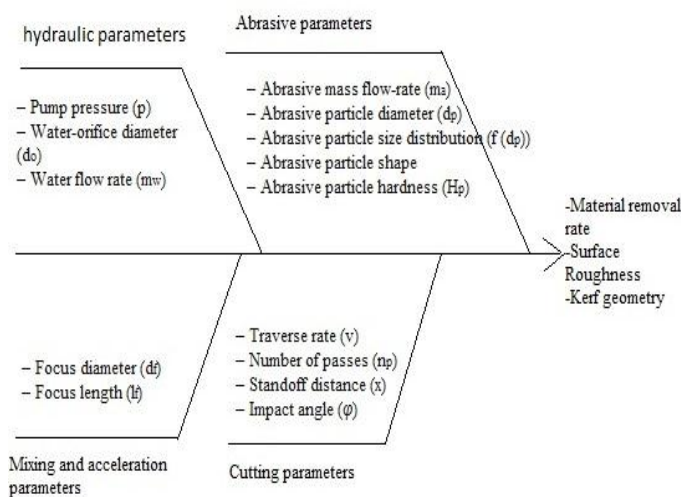 hydraulic parameters
– Pump pressure (p)
– Water-orifice diameter
(do)
– Water flow rate (mw)
Abrasive parameters
– Abrasive mass flow-rate (ma)
– Abrasive particle diameter (dp)
– Abrasive particle size distribution (f (dp))
– Abrasive particle shape
– Abrasive particle hardness (Hp)
-Material removal
rate
-Surface
Roughness
-Kerf geometry
– Focus diameter (df)
– Focus length (lf)
Mixing and acceleration
parameters
– Traverse rate (v)
– Number of passes (np)
– Standoff distance (x)
– Impact angle (φ)
Cutting parameters